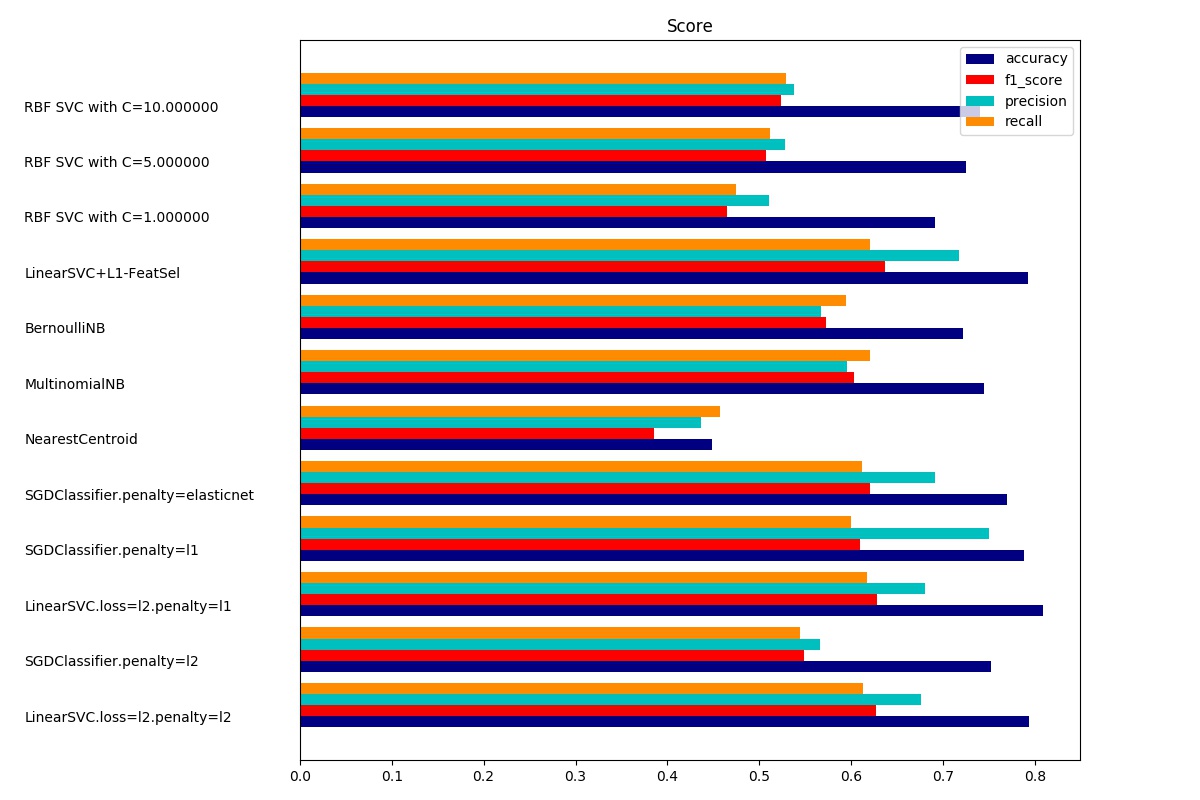 Score
accuracy
f1_score
precision
recall
RBF SVC with C=10.000000
RBF SVC with C=5.000000
RBF SVC with C=1.000000
LinearSVC+L1-FeatSel
BernoulliNB
MultinomialNB
NearestCentroid
SGDClassifier.penalty=elasticnet
SGDClassifier.penalty=l1
LinearSVC.loss=l2.penalty=l1
SGDClassifier.penalty=l2
LinearSVC.loss=l2.penalty=l2
0.0 0.1 0.2 0.3 0.4 0.5 0.6 0.7 0.8